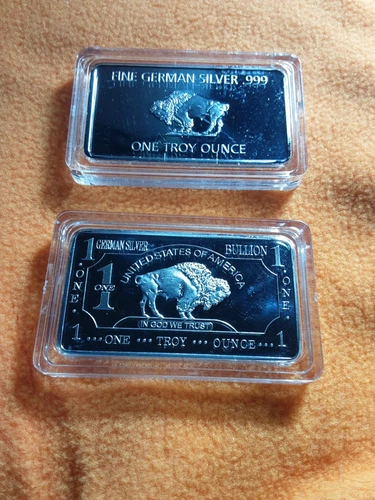 FINE GERMAN SILVER .999
ONE TROY OUNCE
1 GERMAN SILVER BULLION 1
UNITED STATES OF AMERICA
ONE 1 ONE ONE
(IN GOD WE TRUST)
1 ••• ONE ••• TROY ••• OUNCE ••• 1